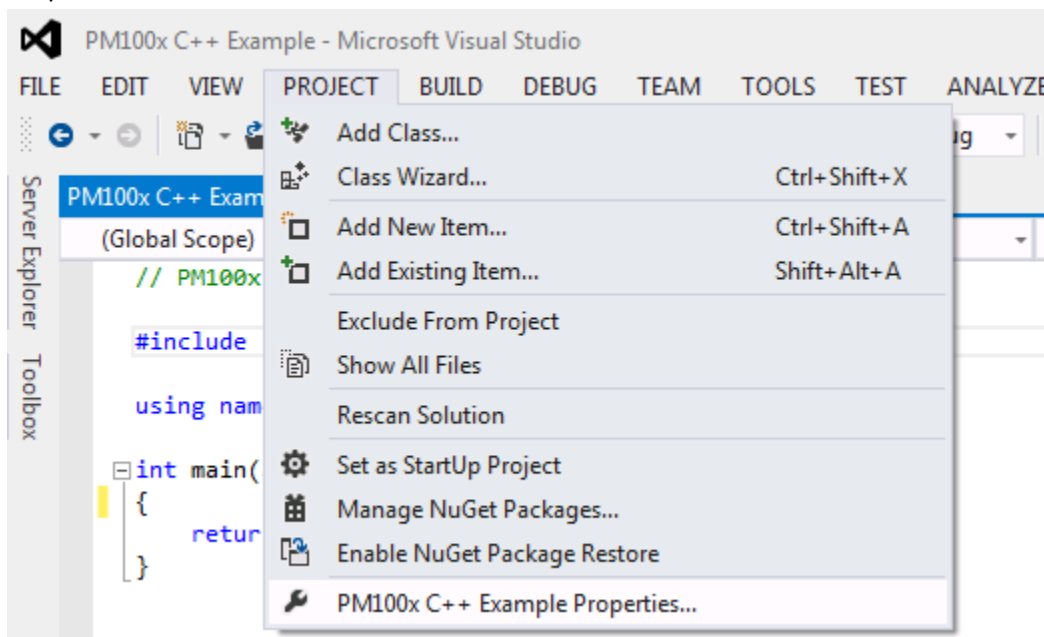 PM100x C++ Example - Microsoft Visual Studio
FILE EDIT VIEW PROJECT BUILD DEBUG TEAM TOOLS TEST ANALYZE
Add Class...
Class Wizard... Ctrl+Shift+X
Add New Item... Ctrl+Shift+A
Add Existing Item... Shift+Alt+A
Exclude From Project
Show All Files
Rescan Solution
Set as StartUp Project
Manage NuGet Packages...
Enable NuGet Package Restore
PM100x C++ Example Properties...
Server Explorer
Toolbox
PM100x C++ Exam
(Global Scope)
// PM100x
#include
using nam
int main(
{
retur
}